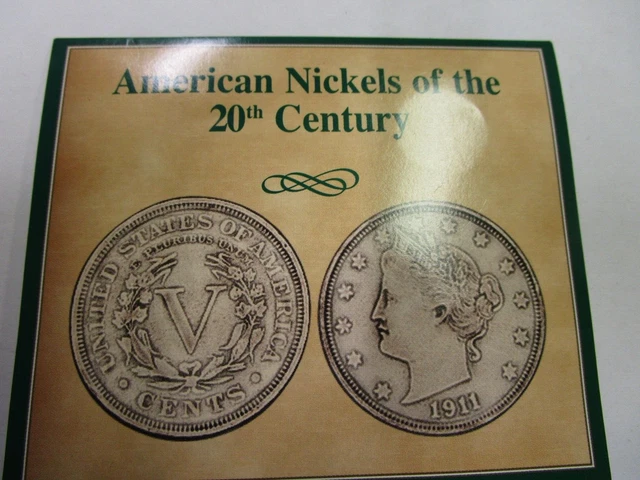 American Nickels of the
20th Century
UNITED STATES OF AMERICA
E PLURIBUS UNUM
V
CENTS
1911